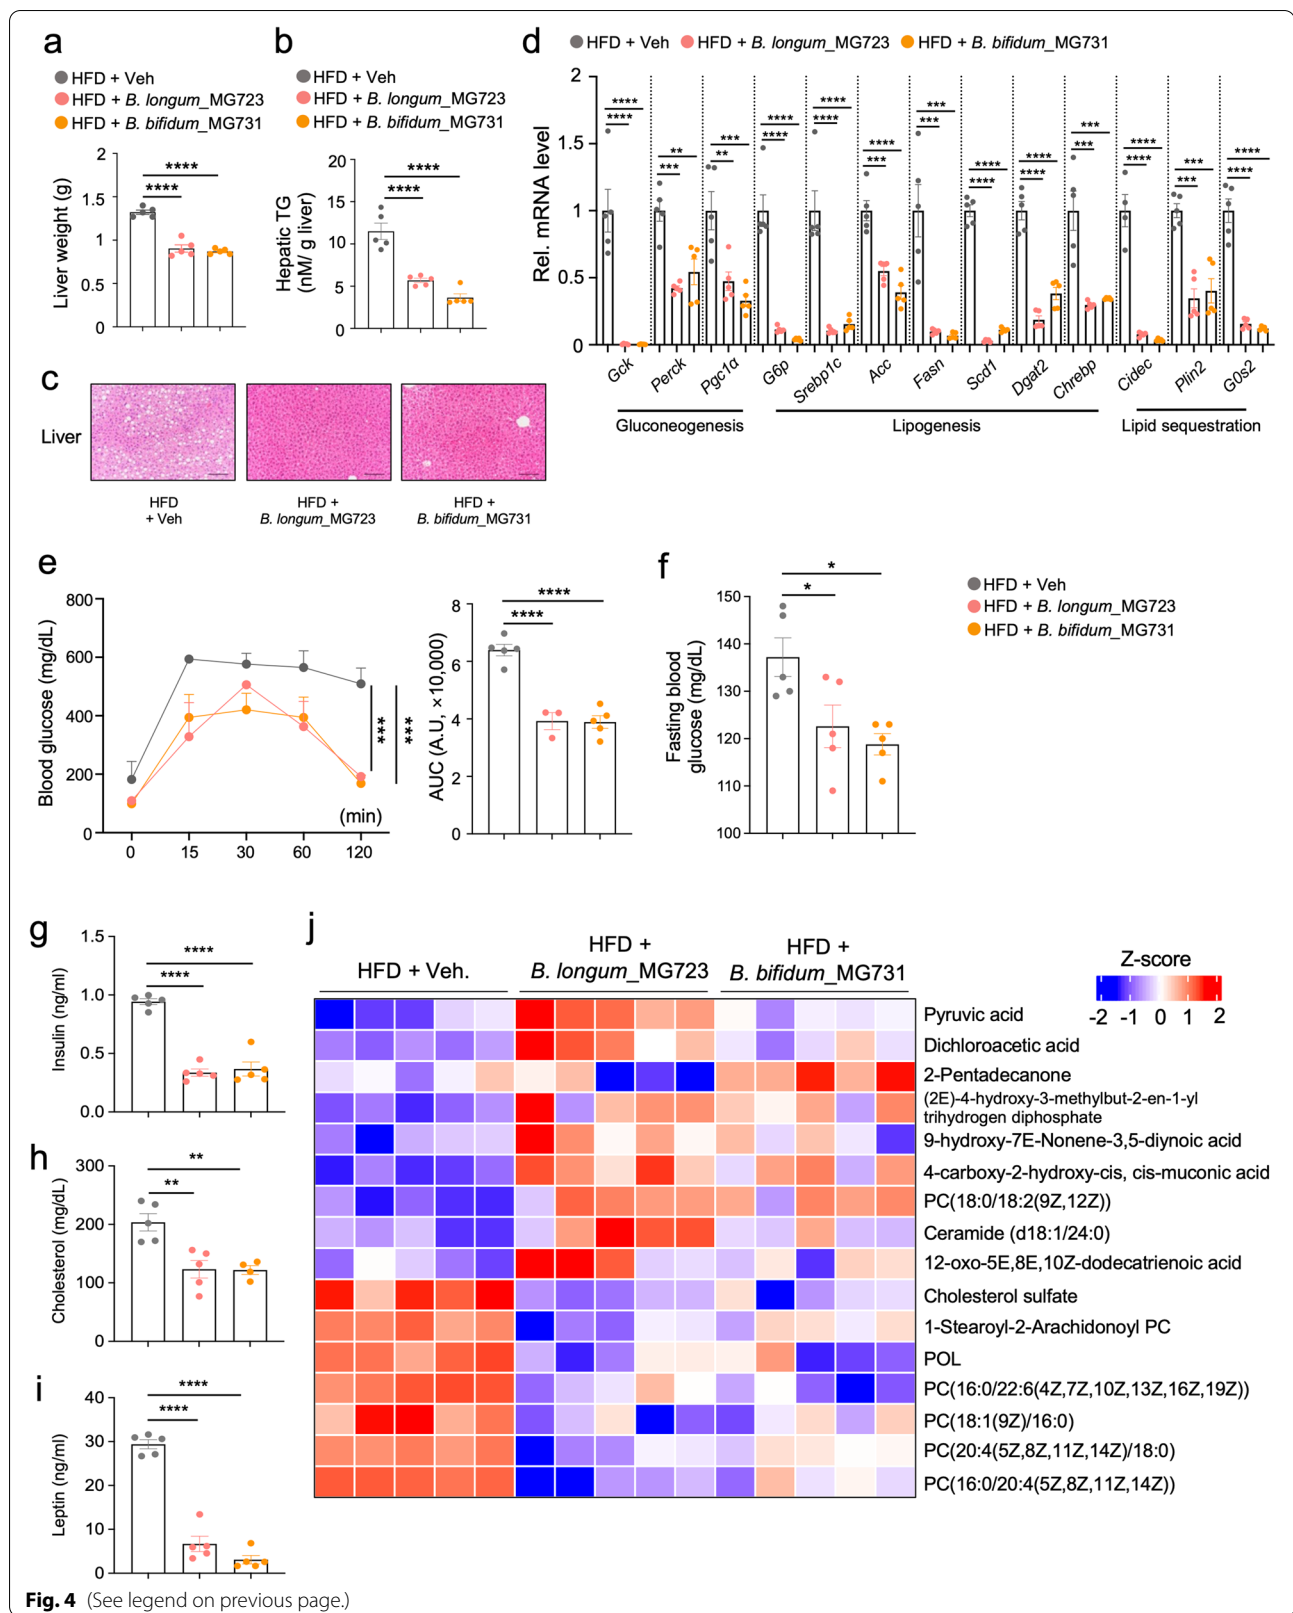 a
HFD + Veh
HFD + B. longum_MG723
HFD + B. bifidum_MG731
Liver weight (g)
2
1.5
1
0.5
0
****
****
b
HFD + Veh
HFD + B. longum_MG723
HFD + B. bifidum_MG731
Hepatic TG
(nM/ g liver)
20
15
10
5
0
****
****
c
Liver
HFD
+ Veh
HFD +
B. longum_MG723
HFD +
B. bifidum_MG731
d
HFD + Veh
HFD + B. longum_MG723
HFD + B. bifidum_MG731
Rel. mRNA level
2
1.5
1
0.5
0
****
****
**
***
***
**
****
****
****
****
****
***
***
***
****
****
****
****
***
***
****
****
***
***
****
****
Gck
Perck
Pgc1α
G6p
Srebp1c
Acc
Fasn
Scd1
Dgat2
Chrebp
Cidec
Plin2
G0s2
Gluconeogenesis
Lipogenesis
Lipid sequestration
e
Blood glucose (mg/dL)
800
600
400
200
0
0
15
30
60
120
(min)
***
***
AUC (A.U, ×10,000)
8
6
4
2
0
****
****
f
Fasting blood
glucose (mg/dL)
150
140
130
120
110
100
*
*
HFD + Veh
HFD + B. longum_MG723
HFD + B. bifidum_MG731
g
Insulin (ng/ml)
1.5
1.0
0.5
0.0
****
****
h
Cholesterol (mg/dL)
300
200
100
0
**
**
i
Leptin (ng/ml)
40
30
20
10
0
****
****
j
HFD + Veh.
HFD +
B. longum_MG723
HFD +
B. bifidum_MG731
Z-score
-2 -1 0 1 2
Pyruvic acid
Dichloroacetic acid
2-Pentadecanone
(2E)-4-hydroxy-3-methylbut-2-en-1-yl
trihydrogen diphosphate
9-hydroxy-7E-Nonene-3,5-diynoic acid
4-carboxy-2-hydroxy-cis, cis-muconic acid
PC(18:0/18:2(9Z,12Z))
Ceramide (d18:1/24:0)
12-oxo-5E,8E,10Z-dodecatrienoic acid
Cholesterol sulfate
1-Stearoyl-2-Arachidonoyl PC
POL
PC(16:0/22:6(4Z,7Z,10Z,13Z,16Z,19Z))
PC(18:1(9Z)/16:0)
PC(20:4(5Z,8Z,11Z,14Z)/18:0)
PC(16:0/20:4(5Z,8Z,11Z,14Z))
Fig. 4 (See legend on previous page.)